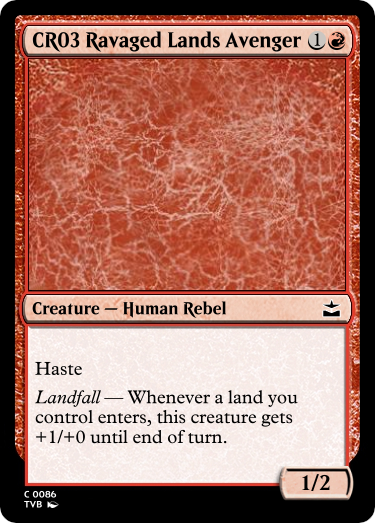 CR03 Ravaged Lands Avenger 1
Creature — Human Rebel
Haste
Landfall — Whenever a land you
control enters, this creature gets
+1/+0 until end of turn.
1/2
C 0086
TVB